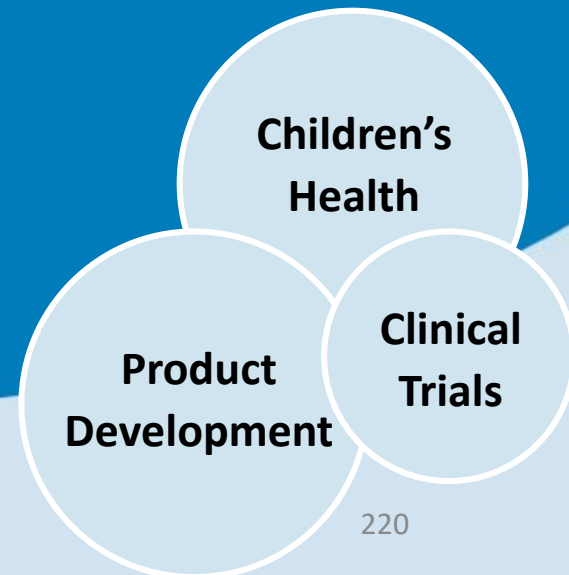 Children’s
Health
Clinical
Trials
Product
Development
220